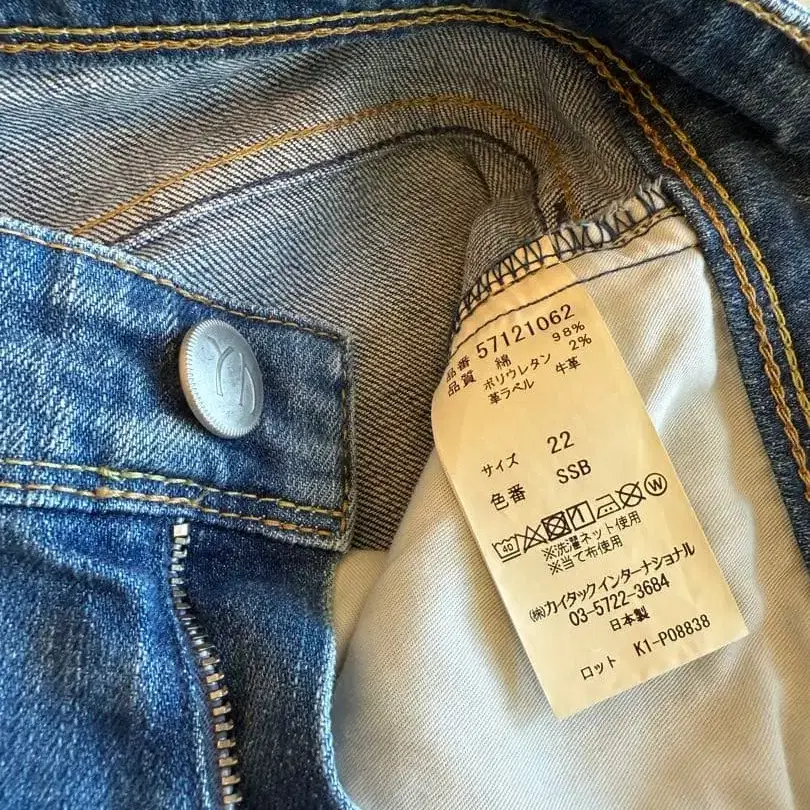 品番 57121062
品質 綿 98%
ポリウレタン 2%
革ラベル 牛革
サイズ 22
色番 SSB
40 W
※洗濯ネット使用
※当て布使用
㈱カイタックインターナショナル
03-5722-3684
日本製
ロット K1-P08838